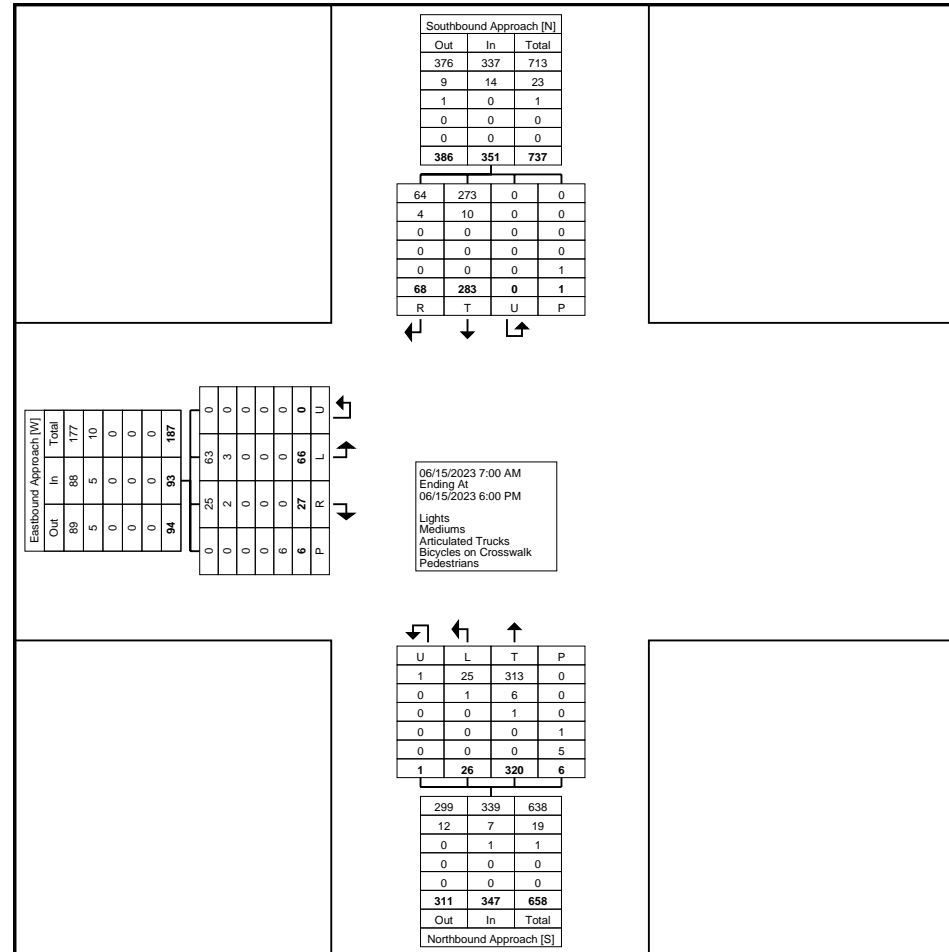 Southbound Approach [N]
Out In Total
376 337 713
9 14 23
1 0 1
0 0 0
0 0 0
386 351 737
64 273 0 0
4 10 0 0
0 0 0 0
0 0 0 0
0 0 0 1
68 283 0 1
R T U P
Eastbound Approach [W]
Out In Total
89 88 177
5 5 10
0 0 0
0 0 0
0 0 0
94 93 187
0 25 63 0
0 2 3 0
0 0 0 0
0 0 0 0
6 0 0 0
6 27 66 0
P R L U
06/15/2023 7:00 AM
Ending At
06/15/2023 6:00 PM
Lights
Mediums
Articulated Trucks
Bicycles on Crosswalk
Pedestrians
U L T P
1 25 313 0
0 1 6 0
0 0 1 0
0 0 0 1
0 0 0 5
1 26 320 6
299 339 638
12 7 19
0 1 1
0 0 0
0 0 0
311 347 658
Out In Total
Northbound Approach [S]